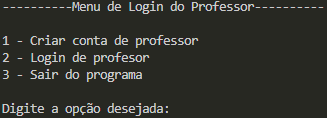 ----------Menu de Login do Professor----------
1 - Criar conta de professor
2 - Login de profesor
3 - Sair do programa
Digite a opção desejada: